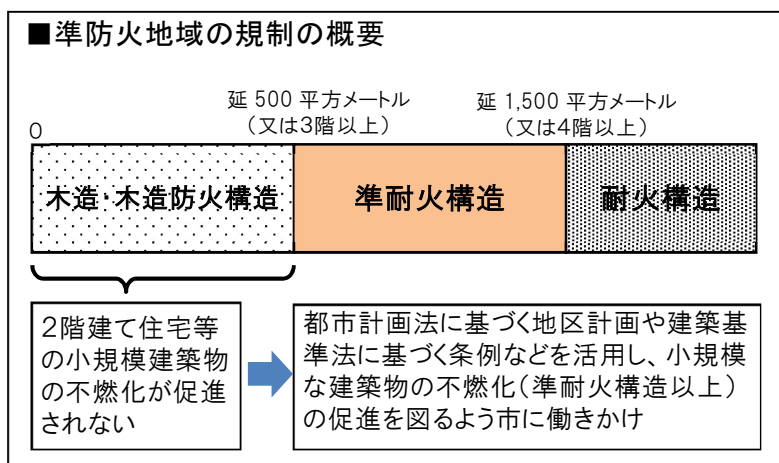 ■準防火地域の規制の概要
延 500 平方メートル
（又は3階以上）
延 1,500 平方メートル
（又は4階以上）
0
木造・木造防火構造
準耐火構造
耐火構造
２階建て住宅等
の小規模建築物
の不燃化が促進
されない
都市計画法に基づく地区計画や建築基
準法に基づく条例などを活用し、小規模
な建築物の不燃化（準耐火構造以上）
の促進を図るよう市に働きかけ